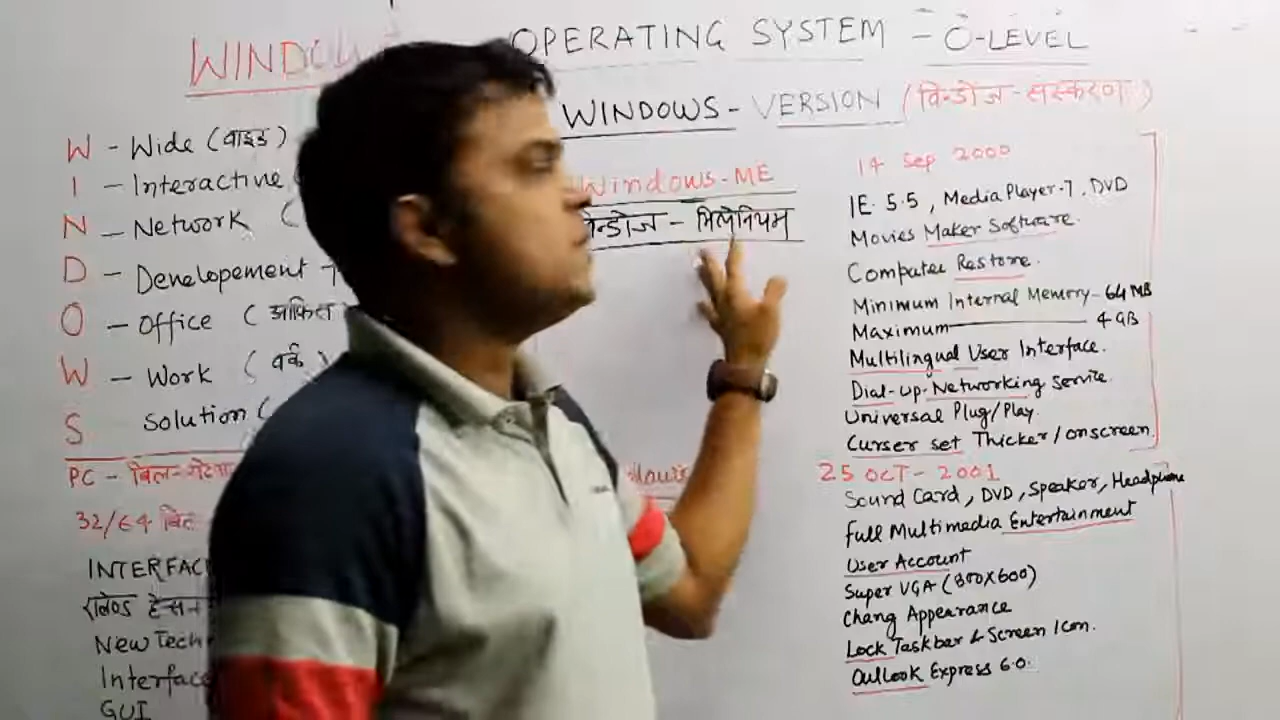 OPERATING SYSTEM - O-LEVEL
WINDOWS - VERSION (विन्डोज - संस्करण)
W - Wide (वाइड)
I - Interactive
N - Network (
D - Developement
O - Office (आफिस
W - Work (वर्क)
S Solution (
PC - बिल-गेट
32/64 बित
INTERFAC
New Tech
Interface
GUI
Windows-ME
न्डोज - मिलेनियम
14 Sep 2000
IE 5.5, Media Player-7, DVD
Movies Maker Software.
Computer Restore.
Minimum Internal Memory - 64 MB
Maximum — 4 GB
Multilingual User Interface.
Dial-up-Networking service.
Universal Plug/Play.
Curser set Thicker/onscreen
25 OCT - 2001
Sound Card, DVD, Speaker, Headphone
Full Multimedia Entertainment
User Account
Super VGA (800x600)
Chang Appearance
Lock Taskbar & Screen Icon.
Outlook Express 6.0.